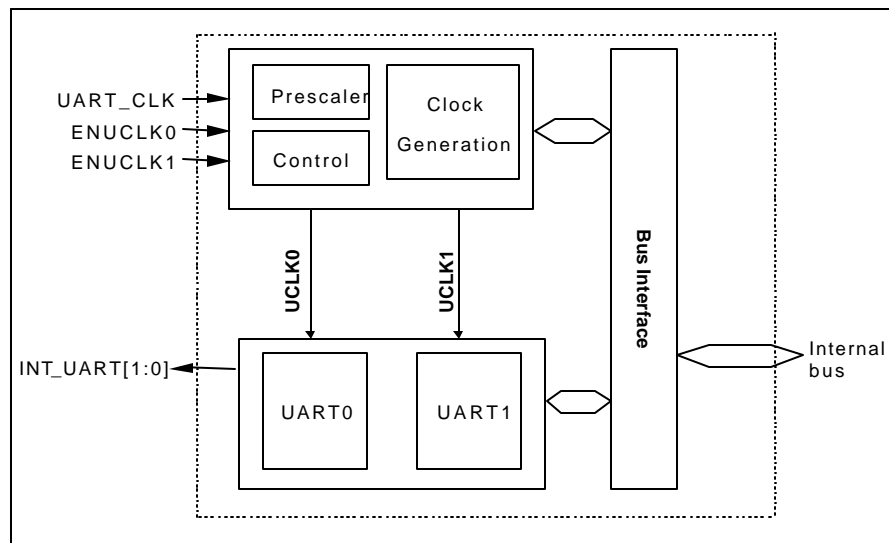 UART_CLK
ENUCLK0
ENUCLK1
Prescaler
Control
Clock
Generation
UCLK0
UCLK1
Bus Interface
INT_UART[1:0]
UART0
UART1
Internal
bus